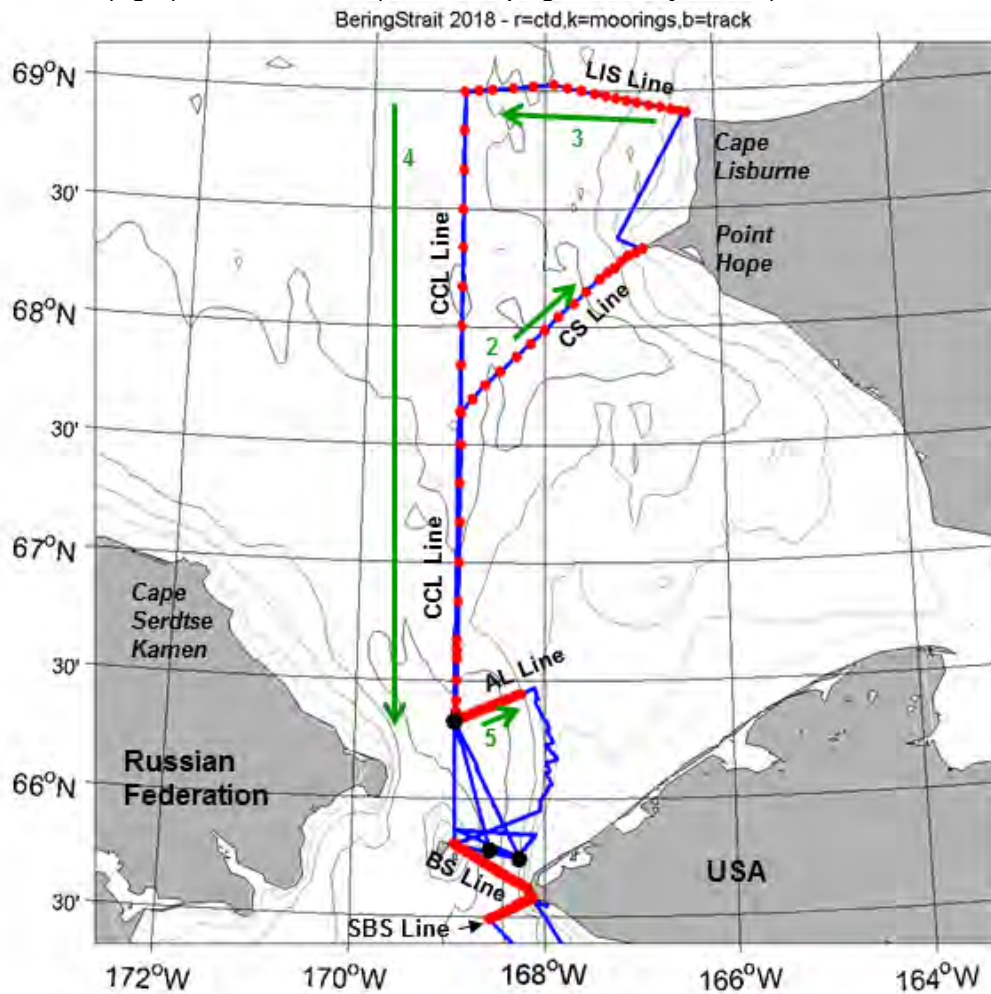 BeringStrait 2018 - r=ctd,k=moorings,b=track
69°N
LIS Line
3
4
Cape
Lisburne
30'
CCL Line
Point
Hope
68°N
2
CS Line
30'
CCL Line
67°N
Cape
Serdtse
Kamen
30'
AL Line
5
Russian
Federation
66°N
BS Line
USA
30'
SBS Line
172°W
170°W
168°W
166°W
164°W